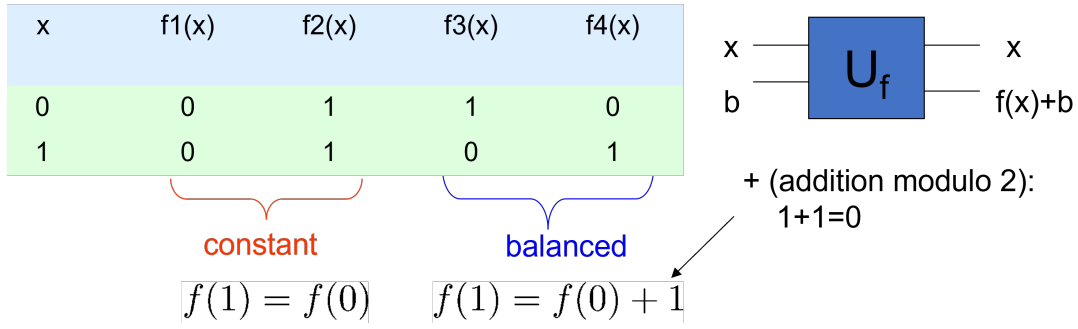 x f1(x) f2(x) f3(x) f4(x)
0 0 1 1 0
1 0 1 0 1
constant
balanced
f(1) = f(0)
f(1) = f(0) + 1
x U_f x
b f(x)+b
+ (addition modulo 2):
1+1=0